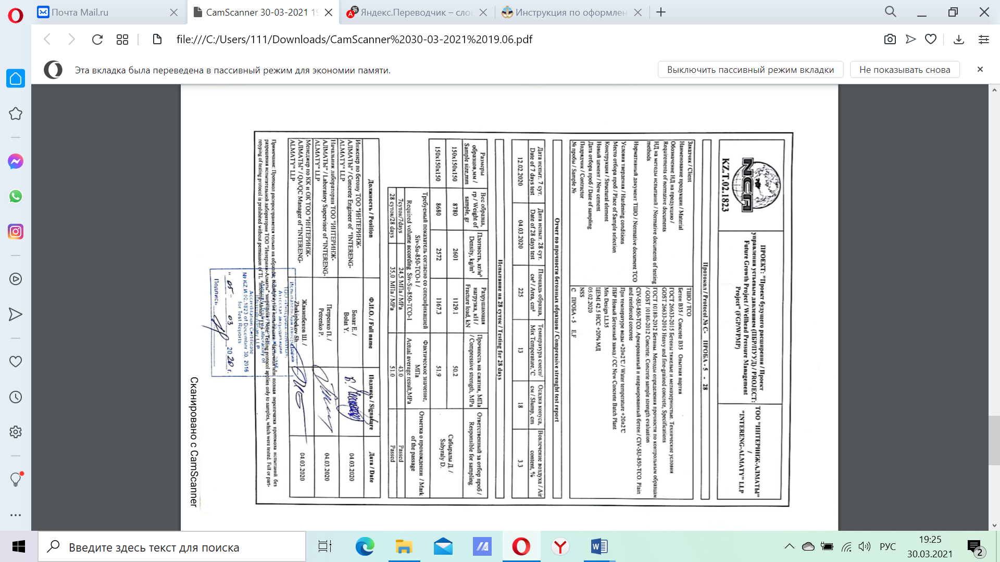 Почта Mail.ru
CamScanner 30-03-2021 19
Яндекс.Переводчик – слов
Инструкция по оформлен
file:///C:/Users/111/Downloads/CamScanner%2030-03-2021%2019.06.pdf
Эта вкладка была переведена в пассивный режим для экономии памяти.
Выключить пассивный режим вкладки
Не показывать снова
NCA
KZ.T.02.1823
ПРОЕКТ: "Проект будущего расширения / Проект
управления устьевым давлением (ПБР/ПУУД) / PROJECT:
Future Growth Project / Wellhead Pressure Management
Project" (FGP/WPMP)
ТОО "ИНТЕРИНЖ-АЛМАТЫ"
/
"INTERENG-ALMATY" LLP
Протокол / Protocol № С- ПРОБА - 5 - 28
Заказчик / Client
ТШО / TCO
Наименование продукции / Material
Бетон В35 / Concrete B35 Опытная партия
Обозначение НД на продукцию /
Requirements of normative documents
ГОСТ 26633-2015 Бетоны тяжелые и мелкозернистые. Технические условия
GOST 26633-2015 Heavy and fine-grained concrete, Specifications
НД на методы испытаний / Normative documents of testing
methods
ГОСТ 10180-2012 Бетоны. Методы определения прочности по контрольным образцам
/ GOST 10180-2012 Concrete. Concrete sample strength evaluation
Нормативный документ ТШО / Normative document TCO
CIV-SU-850-TCO. Армированный и неармированный бетон / CIV-SU-850-TCO. Plain
and reinforced concrete
Условия твердения / Hardening conditions
При температуре воды +20±2℃ / Water temperature +20±2℃
Место отбора проб / Place of Sample selection
ПБР Новый Бетонный завод / CC New Concrete Batch Plant
Конструкция / Structural element
Mix Design LL35
Новый цемент / New cement
ЦЕМI 42.5 НСС +20% МД
Дата отбора проб / Date of sampling
05.02.2020
Подрядчик / Contractor
NSS
№ пробы / Sample №
С ПРОБА - 5 E,F
Отчет по прочности бетонных образцов / Compressive strenght test report
Дата испыт. 7 сут.
Date of 7 days test
Дата испыт. 28 сут.
Date of 28 days test
Площадь образца,
см² / Area, cm²
Температура смеси/
Mix Temperature,°C
Осадка конуса,
см / Slump, cm
Вовлечение воздуха / Air
content, %
12.02.2020
04.03.2020
225
13
18
3.3
Испытание на 28 суток / Testing for 28 days
Размеры
образцов,мм /
Sample size,mm
Вес образца,
гр / Weight of
sample, gr
Плотность, кг/м³
Density, kg/m³
Разрушающая
нагрузка, кН /
Fracture load, kN
Прочность на сжатия, МПа
/ Compressive strength, MPa
Ответственный за отбор проб /
Responsible for sampling
150x150x150
8780
2601
1129.1
50.2
150x150x150
8680
2572
1167.3
51.9
Сабыралы Д. /
Sabyraly D.
Требуемый показатель согласно со спецификацией
Siv-Su-850-TCO-1 /
Required volume according Siv-Su-850-TCO-1
Фактическое значение,
МПа
Actual average result,MPa
Отметка о прохождении / Mark
of the passage
7суток/7days
24,5 МПа / MPa
43.0
Passed
28 суток/28 days
35,0 МПа / MPa
51.0
Passed
Должность / Position
Ф.И.О. / Full name
Подпись / Signature
Дата / Date
Инженер по бетону ТОО "ИНТЕРИНЖ-
АЛМАТЫ" / Concrete Engineer of "INTERENG-
ALMATY" LLP
Болат Е. /
Bolat Y.
04.03.2020
Начальник лаборатории ТОО "ИНТЕРИНЖ-
АЛМАТЫ" / Laboratory Supervisor of "INTERENG-
ALMATY" LLP
Петренко П. /
Petrenko P.
04.03.2020
Менеджер по КК и ОК ТОО "ИНТЕРИНЖ-
АЛМАТЫ" / QA/QC Manager of "INTERENG-
ALMATY" LLP
Жакипбеков Ш. /
Zhakipbekov Sh.
04.03.2020
Примечание: Протокол распространяется только на образцы, полная перепечатка протокола испытаний без
разрешения испытательной лаборатории ТОО "Интеринж-Алматы" запрещена / Note: Testing protocol applies only to samples, which were tested. Full or part-
retyping of testing protocol is prohibited without permission of TL "Intereng-Almaty" LLP
Испытательная лаборатория
ТОО «Интеринж-Алматы»
Аттестат аккредитации
Accreditation Certificate
№ KZ.И.02.1823 of December 30, 2016
for Test Reports
" 05 " 03 2020 г.
Подпись
Сканировано с CamScanner
Введите здесь текст для поиска
РУС
19:25
30.03.2021
2